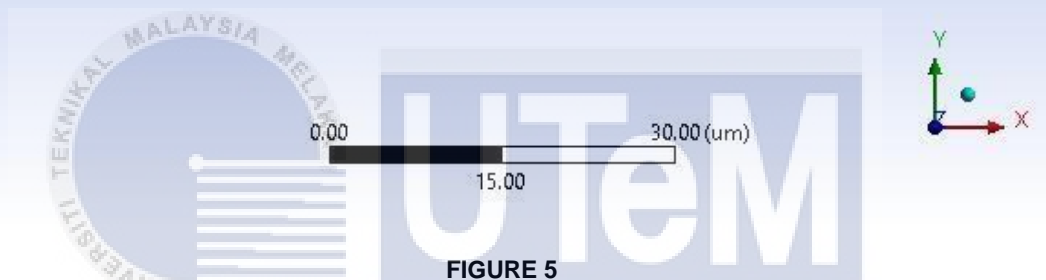 MALAYSIA
TEKNIKAL
UTeM
0.00 30.00 (um)
15.00
Y
Z
X
FIGURE 5